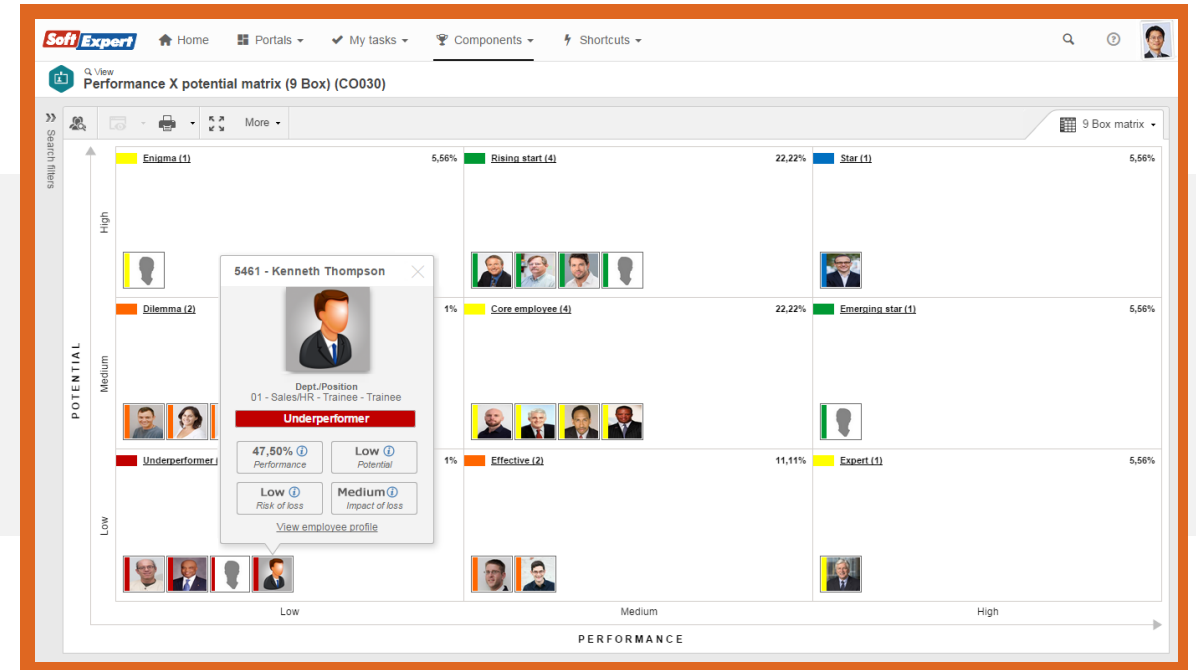 SoftExpert
Home
Portals
My tasks
Components
Shortcuts
View
Performance X potential matrix (9 Box) (CO030)
Search filters
More
9 Box matrix
POTENTIAL
High
Enigma (1)
5,56%
Rising start (4)
22,22%
Star (1)
5,56%
Medium
Dilemma (2)
1%
Core employee (4)
22,22%
Emerging star (1)
5,56%
Low
Underperformer (
1%
Effective (2)
11,11%
Expert (1)
5,56%
5461 - Kenneth Thompson
Dept./Position
01 - Sales/HR - Trainee - Trainee
Underperformer
47,50%
Performance
Low
Potential
Low
Risk of loss
Medium
Impact of loss
View employee profile
Low
Medium
High
PERFORMANCE